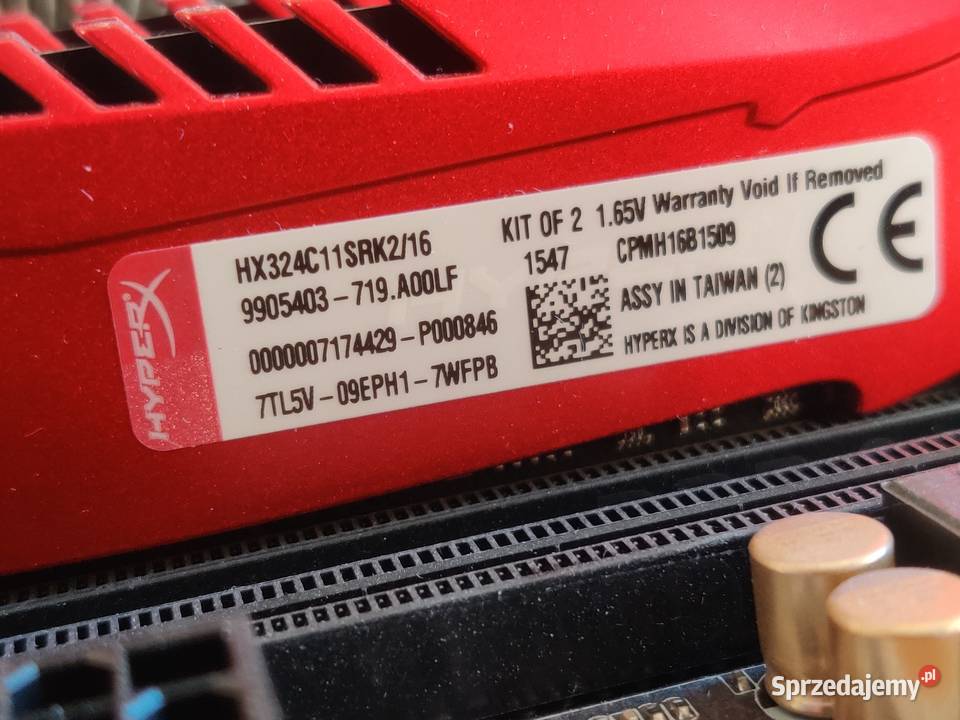 HYPERX
HX324C11SRK2/16
9905403-719.A00LF
0000007174429-P000846
7TL5V-09EPH1-7WFPB
KIT OF 2 1.65V Warranty Void If Removed
1547 CPMH16B1509
ASSY IN TAIWAN (2)
HYPERX IS A DIVISION OF KINGSTON
CE
Sprzedajemy.pl